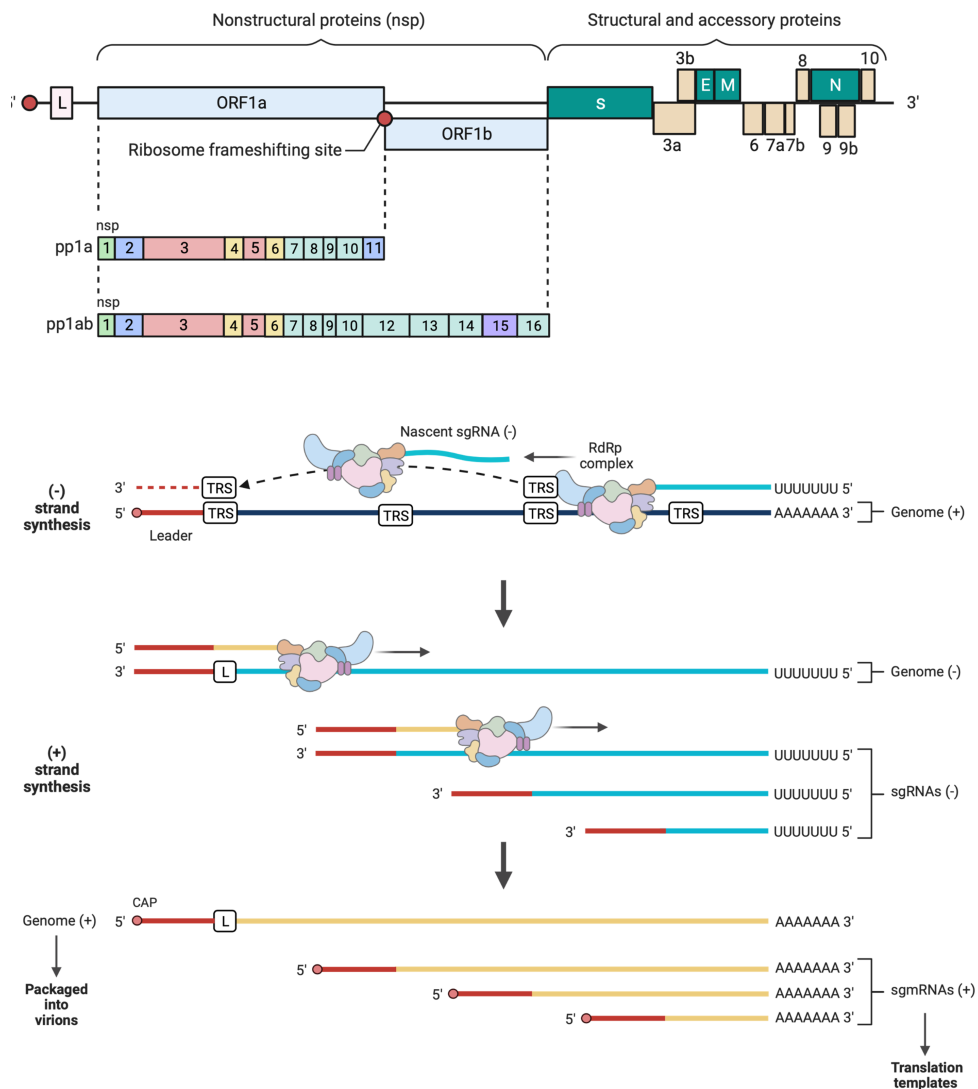 Nonstructural proteins (nsp)
Structural and accessory proteins
3b
8
10
5'
L
ORF1a
S
E
M
N
3'
Ribosome frameshifting site
ORF1b
3a
6
7a
7b
9
9b
nsp
pp1a
1 2 3 4 5 6 7 8 9 10 11
nsp
pp1ab
1 2 3 4 5 6 7 8 9 10 12 13 14 15 16
Nascent sgRNA (-)
RdRp
complex
(-)
strand
synthesis
3'
TRS
TRS
UUUUUUU 5'
5'
TRS
TRS
TRS
TRS
AAAAAAA 3'
Genome (+)
Leader
5'
3'
L
UUUUUUU 5'
Genome (-)
(+)
strand
synthesis
5'
3'
UUUUUUU 5'
3'
UUUUUUU 5'
sgRNAs (-)
3'
UUUUUUU 5'
CAP
Genome (+)
5'
L
AAAAAAA 3'
Packaged
into
virions
5'
AAAAAAA 3'
5'
AAAAAAA 3'
sgmRNAs (+)
5'
AAAAAAA 3'
Translation
templates